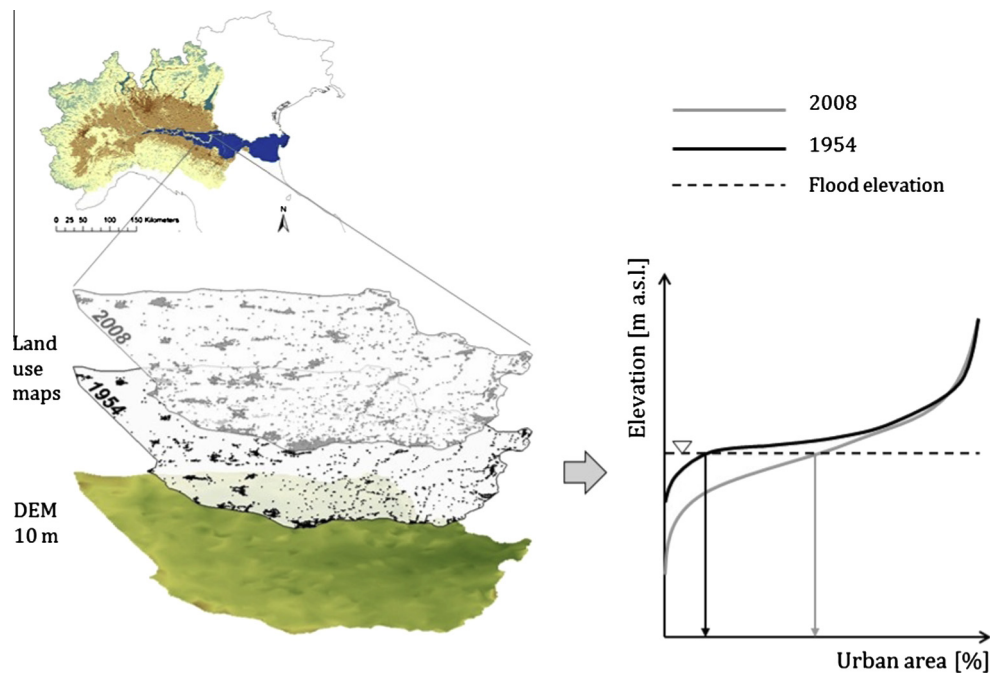 0 25 50 100 150 Kilometers
N
2008
1954
Flood elevation
Land
use
maps
2008
1954
DEM
10 m
Elevation [m a.s.l.]
Urban area [%]